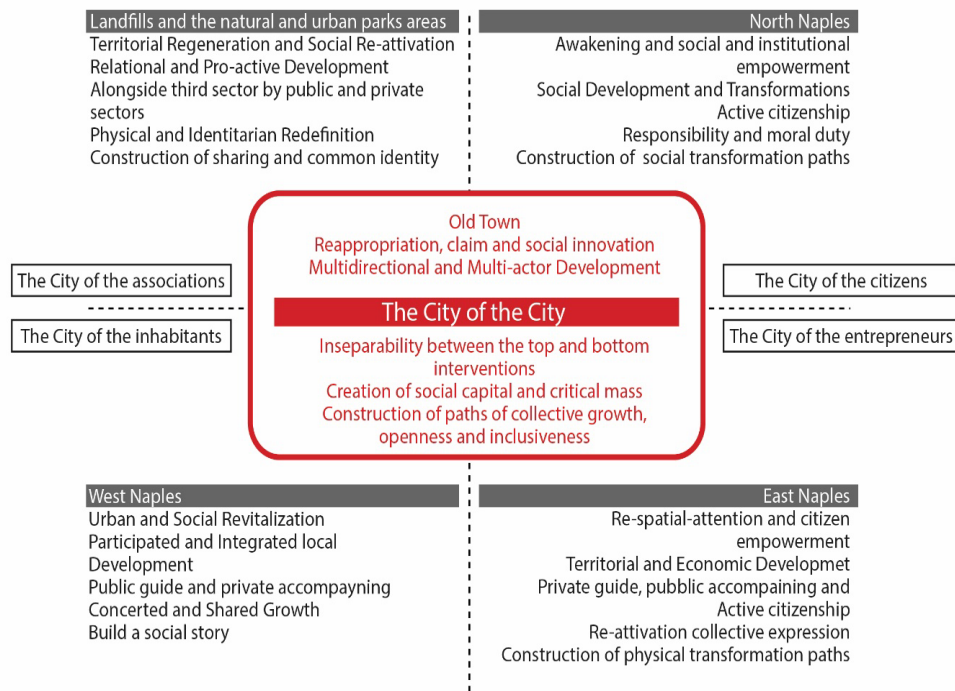 Landfills and the natural and urban parks areas
Territorial Regeneration and Social Re-attivation
Relational and Pro-active Development
Alongside third sector by public and private
sectors
Physical and Identitarian Redefinition
Construction of sharing and common identity
North Naples
Awakening and social and institutional
empowerment
Social Development and Transformations
Active citizenship
Responsibility and moral duty
Construction of social transformation paths
The City of the associations
The City of the inhabitants
Old Town
Reappropriation, claim and social innovation
Multidirectional and Multi-actor Development
The City of the City
Inseparability between the top and bottom
interventions
Creation of social capital and critical mass
Construction of paths of collective growth,
openness and inclusiveness
The City of the citizens
The City of the entrepreneurs
West Naples
Urban and Social Revitalization
Participated and Integrated local
Development
Public guide and private accompayning
Concerted and Shared Growth
Build a social story
East Naples
Re-spatial-attention and citizen
empowerment
Territorial and Economic Developmet
Private guide, pubblic accompaining and
Active citizenship
Re-attivation collective expression
Construction of physical transformation paths